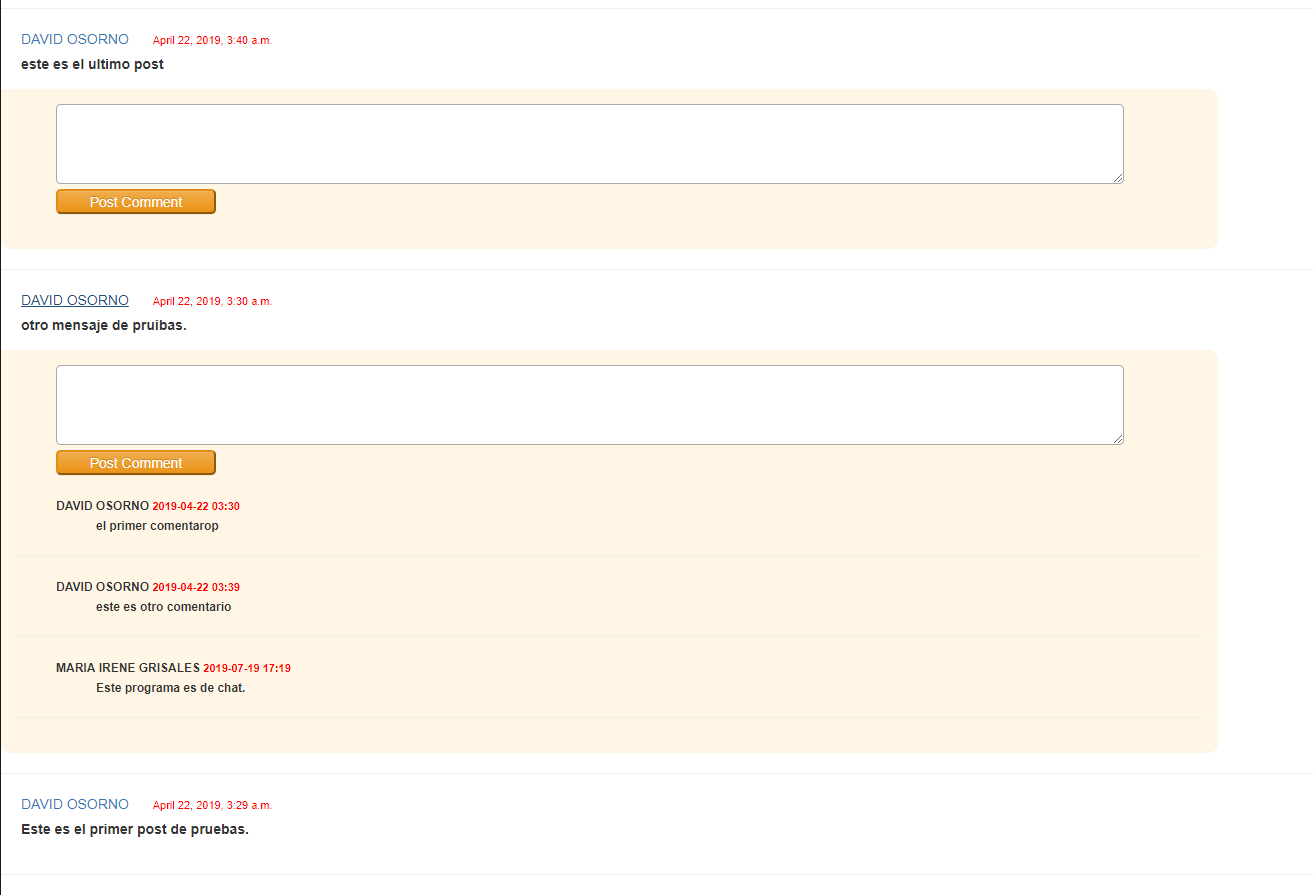 DAVID OSORNO April 22, 2019, 3:40 a.m.
este es el ultimo post
Post Comment
DAVID OSORNO April 22, 2019, 3:30 a.m.
otro mensaje de pruibas.
Post Comment
DAVID OSORNO 2019-04-22 03:30
el primer comentarop
DAVID OSORNO 2019-04-22 03:39
este es otro comentario
MARIA IRENE GRISALES 2019-07-19 17:19
Este programa es de chat.
DAVID OSORNO April 22, 2019, 3:29 a.m.
Este es el primer post de pruebas.